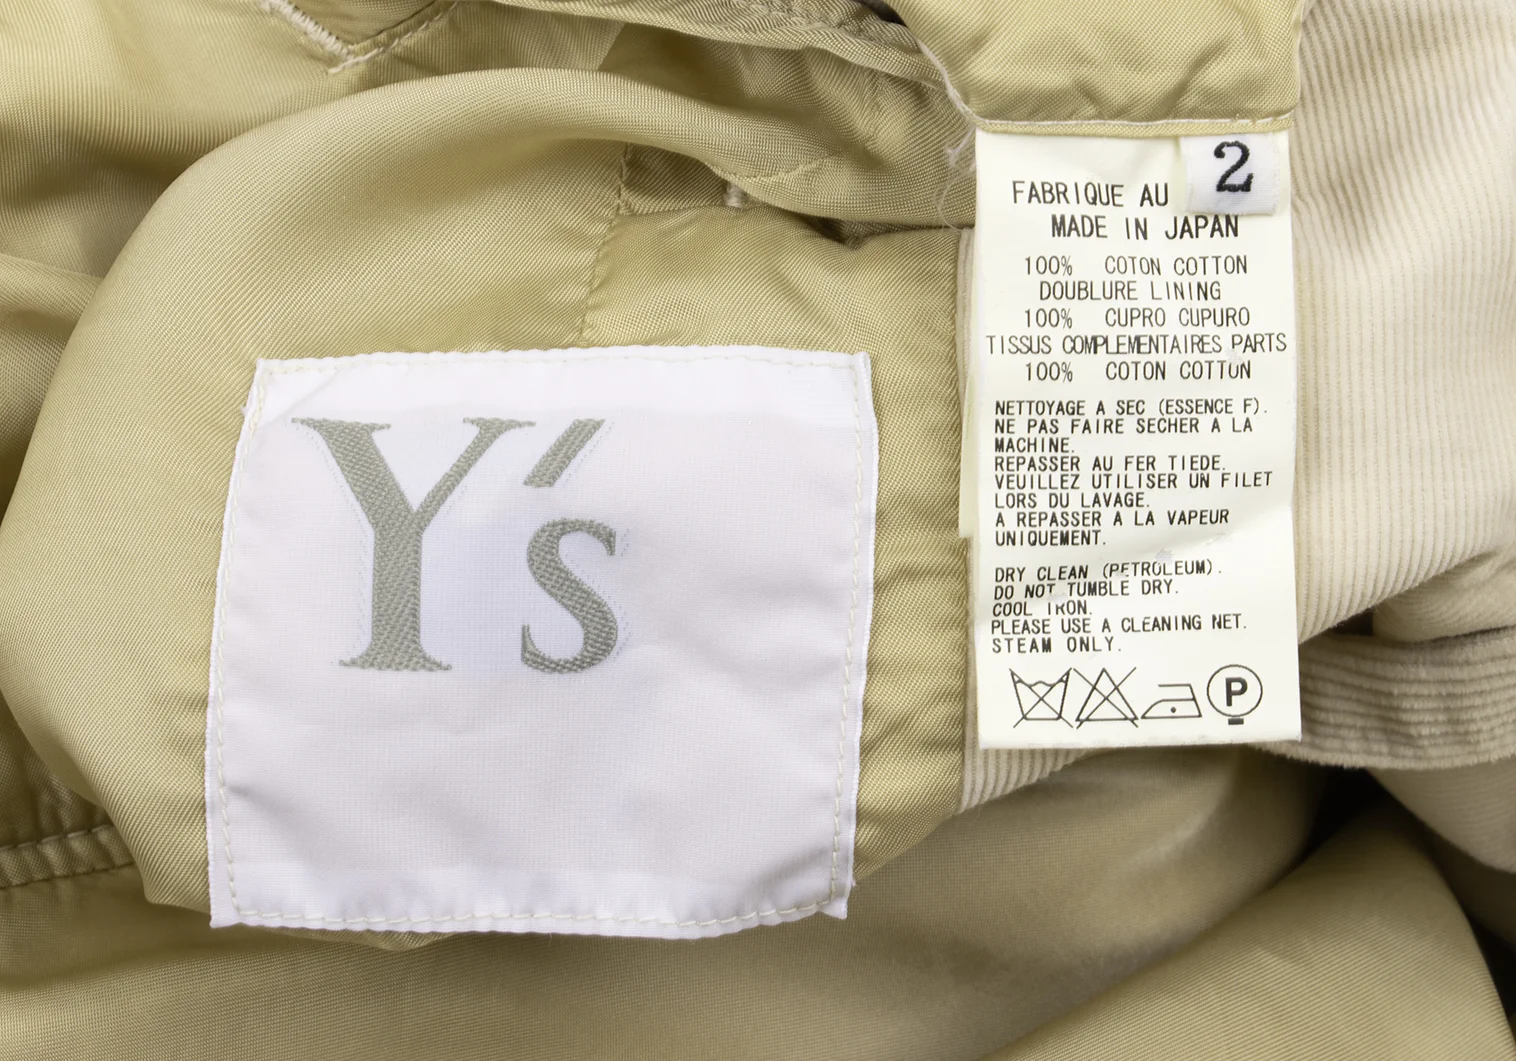 Y's
2
FABRIQUE AU
MADE IN JAPAN
100% COTON COTTON
DOUBLURE LINING
100% CUPRO CUPURO
TISSUS COMPLEMENTAIRES PARTS
100% COTON COTTON
NETTOYAGE A SEC (ESSENCE F).
NE PAS FAIRE SECHER A LA
MACHINE.
REPASSER AU FER TIEDE.
VEUILLEZ UTILISER UN FILET
LORS DU LAVAGE.
A REPASSER A LA VAPEUR
UNIQUEMENT.
DRY CLEAN (PETROLEUM).
DO NOT TUMBLE DRY.
COOL IRON.
PLEASE USE A CLEANING NET.
STEAM ONLY.
P